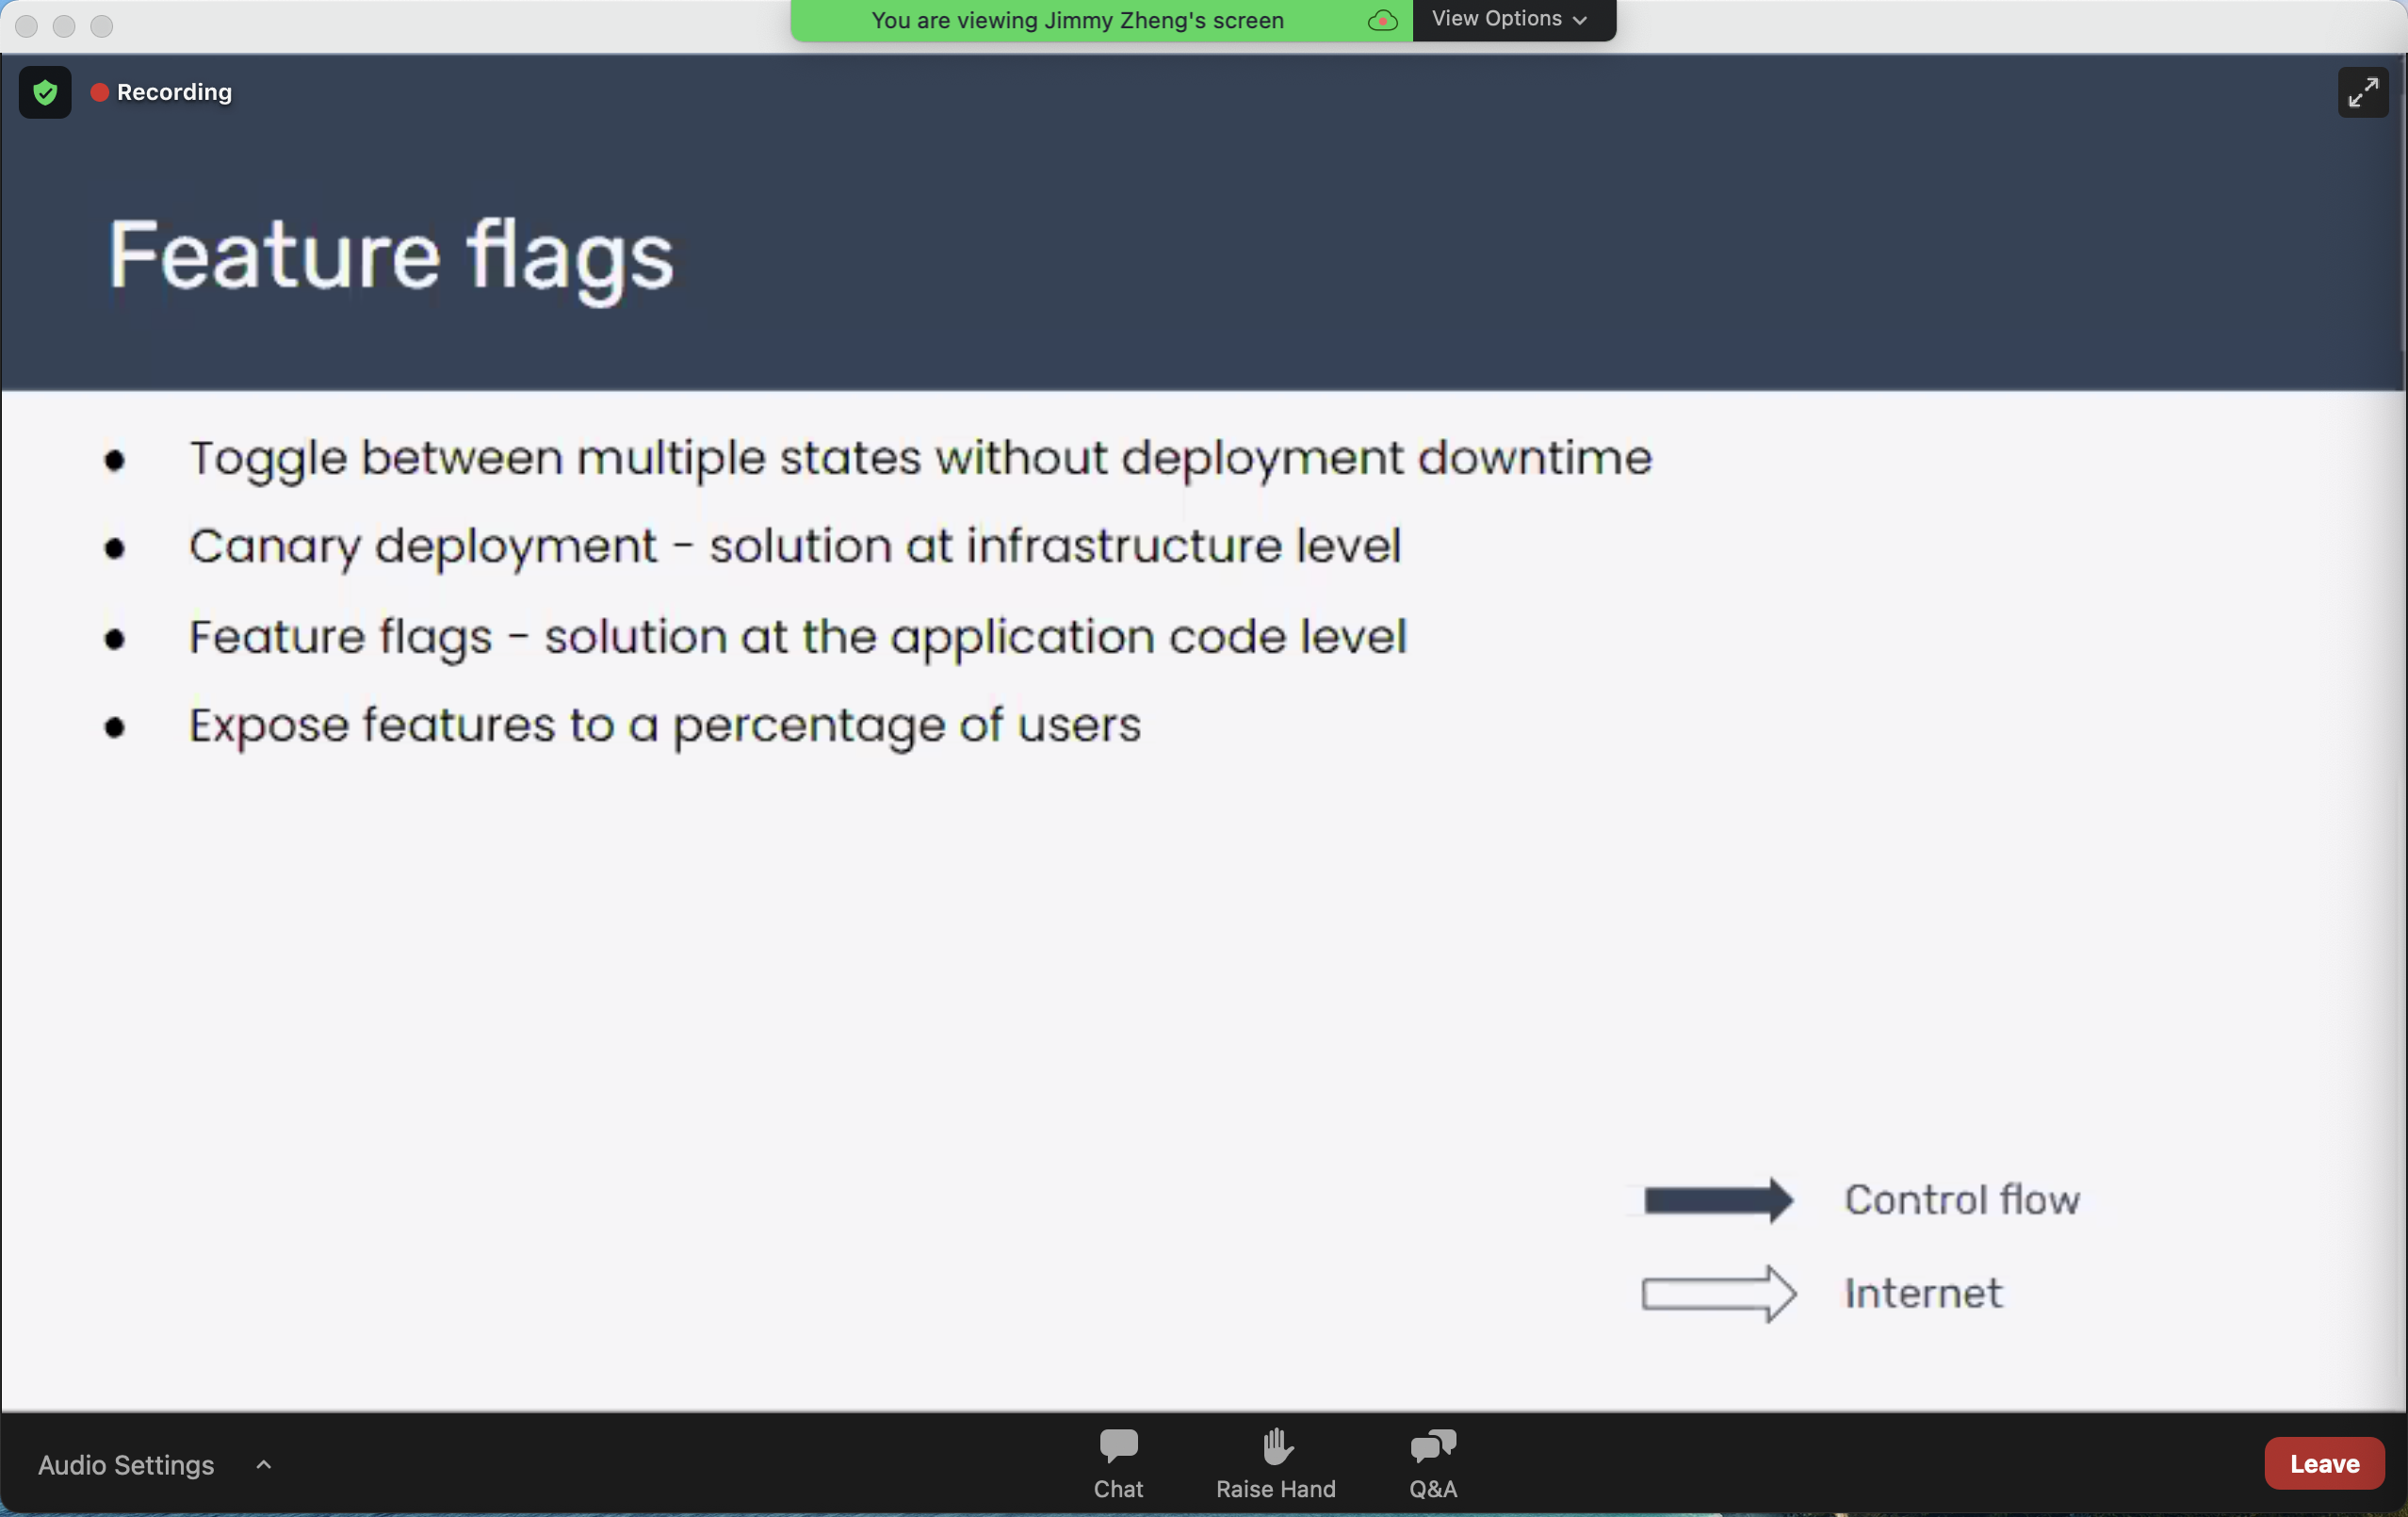 You are viewing Jimmy Zheng's screen
View Options
Recording
Feature flags
Toggle between multiple states without deployment downtime
Canary deployment - solution at infrastructure level
Feature flags - solution at the application code level
Expose features to a percentage of users
Control flow
Internet
Audio Settings
Chat
Raise Hand
Q&A
Leave